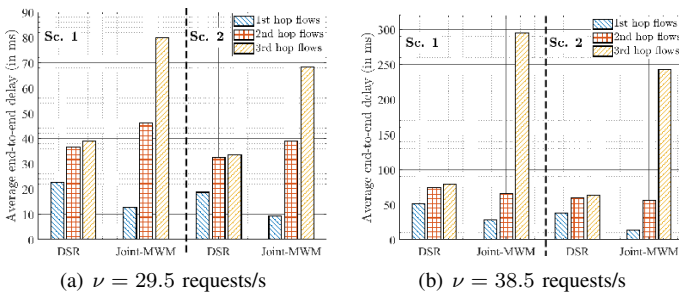 Average end-to-end delay (in ms)
90
80
70
60
50
40
30
20
10
0
Sc. 1
Sc. 2
1st hop flows
2nd hop flows
3rd hop flows
DSR
Joint-MWM
DSR
Joint-MWM
(a) ν = 29.5 requests/s
Average end-to-end delay (in ms)
300
250
200
150
100
50
0
Sc. 1
Sc. 2
1st hop flows
2nd hop flows
3rd hop flows
DSR
Joint-MWM
DSR
Joint-MWM
(b) ν = 38.5 requests/s